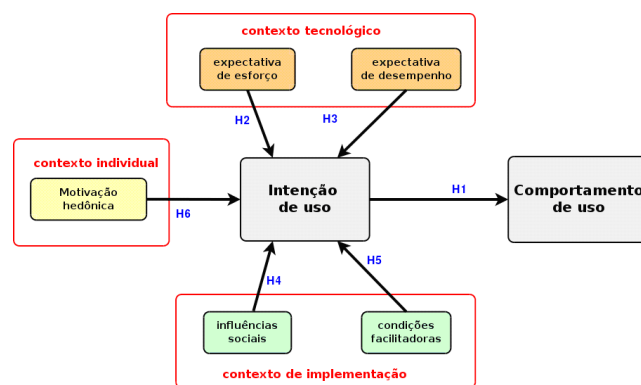 contexto tecnológico
expectativa
de esforço
expectativa
de desempenho
H2
H3
contexto individual
Motivação
hedônica
H6
Intenção
de uso
H1
Comportamento
de uso
H4
H5
influências
sociais
condições
facilitadoras
contexto de implementação